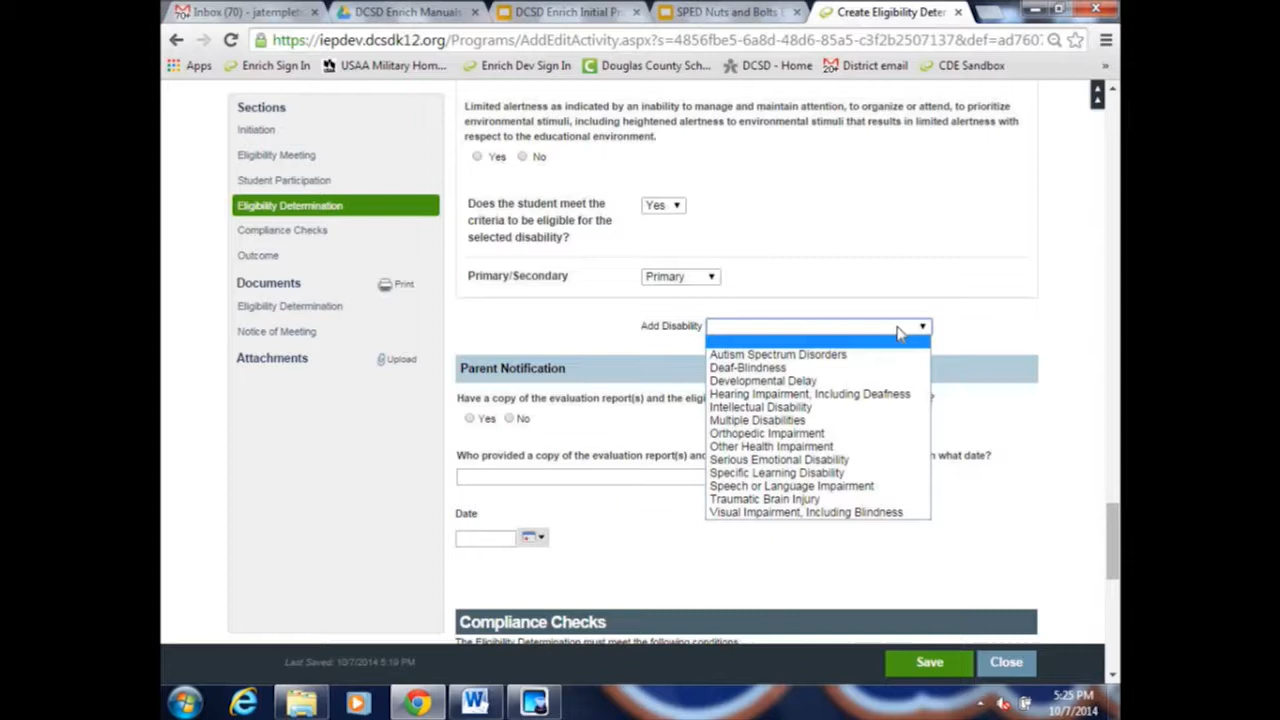 Inbox (70) - jatemplet
DCSD Enrich Manuals
DCSD Enrich Initial Pr
SPED Nuts and Bolts
Create Eligibility Deter
https://iepdev.dcsdk12.org/Programs/AddEditActivity.aspx?s=4856fbe5-6a8d-48d6-85a5-c3f2b2507137&def=ad760
Apps
Enrich Sign In
USAA Military Hom...
Enrich Dev Sign In
Douglas County Sch...
DCSD - Home
District email
CDE Sandbox
»
Sections
Initiation
Eligibility Meeting
Student Participation
Eligibility Determination
Compliance Checks
Outcome
Documents
Print
Eligibility Determination
Notice of Meeting
Attachments
Upload
Limited alertness as indicated by an inability to manage and maintain attention, to organize or attend, to prioritize
environmental stimuli, including heightened alertness to environmental stimuli that results in limited alertness with
respect to the educational environment.
Yes No
Does the student meet the
criteria to be eligible for the
selected disability?
Yes
Primary/Secondary
Primary
Add Disability
Autism Spectrum Disorders
Deaf-Blindness
Developmental Delay
Hearing Impairment, Including Deafness
Intellectual Disability
Multiple Disabilities
Orthopedic Impairment
Other Health Impairment
Serious Emotional Disability
Specific Learning Disability
Speech or Language Impairment
Traumatic Brain Injury
Visual Impairment, Including Blindness
Parent Notification
Have a copy of the evaluation report(s) and the elig
?
Yes No
Who provided a copy of the evaluation report(s) and
n what date?
Date
Compliance Checks
The Eligibility Determination must meet the following conditions:
Last Saved: 10/7/2014 5:19 PM
Save
Close
5:25 PM
10/7/2014